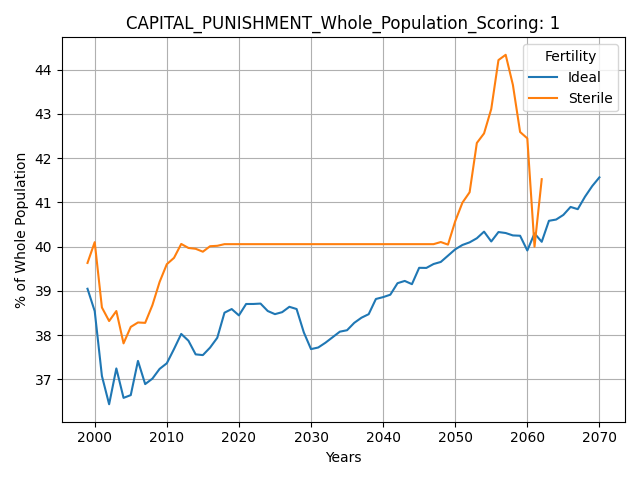 CAPITAL_PUNISHMENT_Whole_Population_Scoring: 1
Fertility
Ideal
Sterile
44
43
42
41
40
39
38
37
% of Whole Population
2000 2010 2020 2030 2040 2050 2060 2070
Years